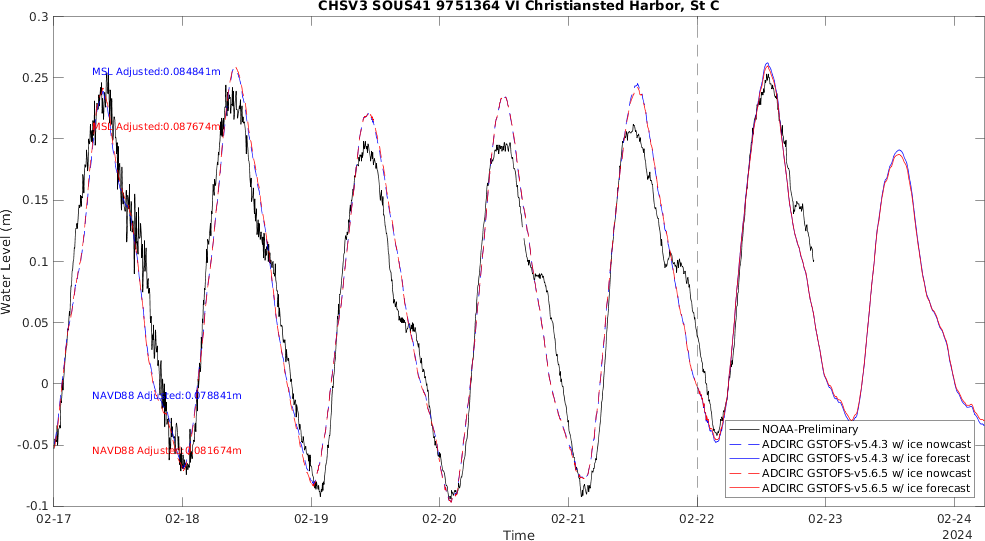 CHSV3 SOUS41 9751364 VI Christiansted Harbor, St C
0.3
0.25
0.2
0.15
0.1
0.05
0
-0.05
-0.1
Water Level (m)
MSL Adjusted:0.084841m
MSL Adjusted:0.087674m
NAVD88 Adjusted:0.078841m
NAVD88 Adjusted:0.081674m
NOAA-Preliminary
ADCIRC GSTOFS-v5.4.3 w/ ice nowcast
ADCIRC GSTOFS-v5.4.3 w/ ice forecast
ADCIRC GSTOFS-v5.6.5 w/ ice nowcast
ADCIRC GSTOFS-v5.6.5 w/ ice forecast
02-17 02-18 02-19 02-20 02-21 02-22 02-23 02-24
Time
2024